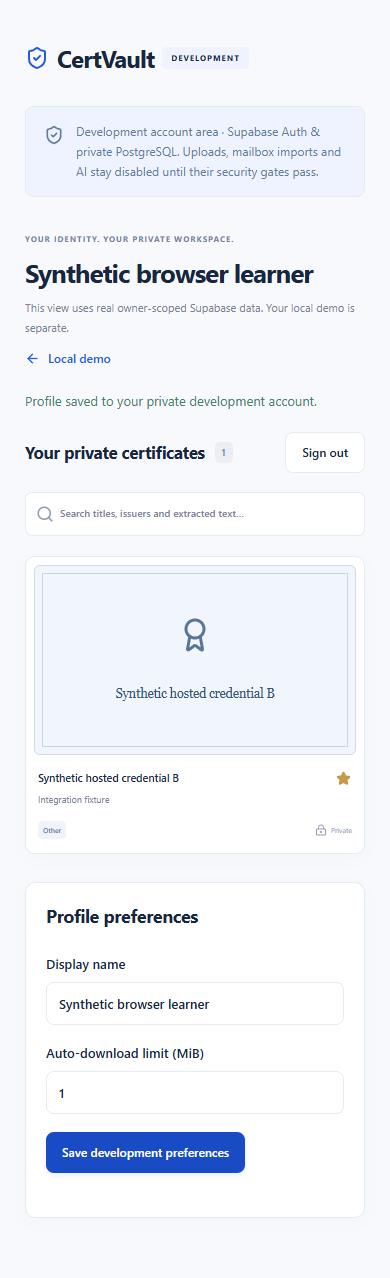 CertVault DEVELOPMENT
Development account area · Supabase Auth &
private PostgreSQL. Uploads, mailbox imports and
AI stay disabled until their security gates pass.
YOUR IDENTITY. YOUR PRIVATE WORKSPACE.
Synthetic browser learner
This view uses real owner-scoped Supabase data. Your local demo is
separate.
Local demo
Profile saved to your private development account.
Your private certificates 1 Sign out
Search titles, issuers and extracted text...
Synthetic hosted credential B
Synthetic hosted credential B
Integration fixture
Other Private
Profile preferences
Display name
Synthetic browser learner
Auto-download limit (MiB)
1
Save development preferences